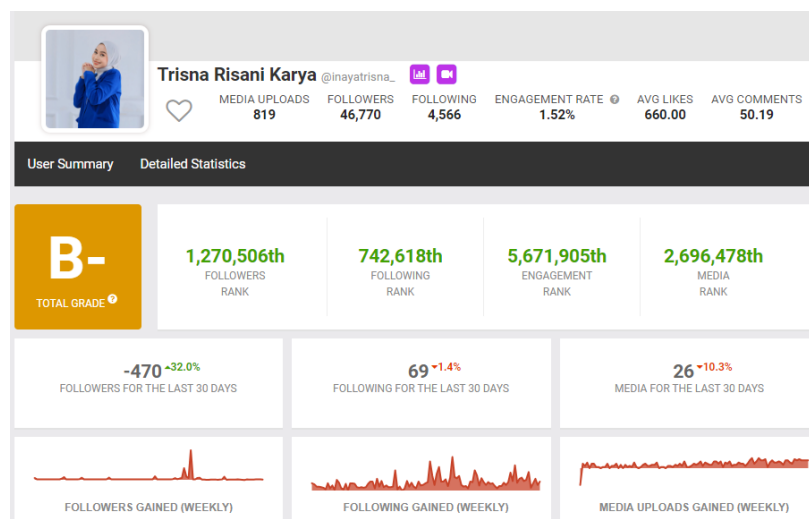 Trisna Risani Karya @inayatrisna_
MEDIA UPLOADS FOLLOWERS FOLLOWING ENGAGEMENT RATE ? AVG LIKES AVG COMMENTS
819 46,770 4,566 1.52% 660.00 50.19
User Summary Detailed Statistics
B-
TOTAL GRADE ?
1,270,506th 742,618th 5,671,905th 2,696,478th
FOLLOWERS FOLLOWING ENGAGEMENT MEDIA
RANK RANK RANK RANK
-470 32.0% 69 -1.4% 26 -10.3%
FOLLOWERS FOR THE LAST 30 DAYS FOLLOWING FOR THE LAST 30 DAYS MEDIA FOR THE LAST 30 DAYS
FOLLOWERS GAINED (WEEKLY) FOLLOWING GAINED (WEEKLY) MEDIA UPLOADS GAINED (WEEKLY)